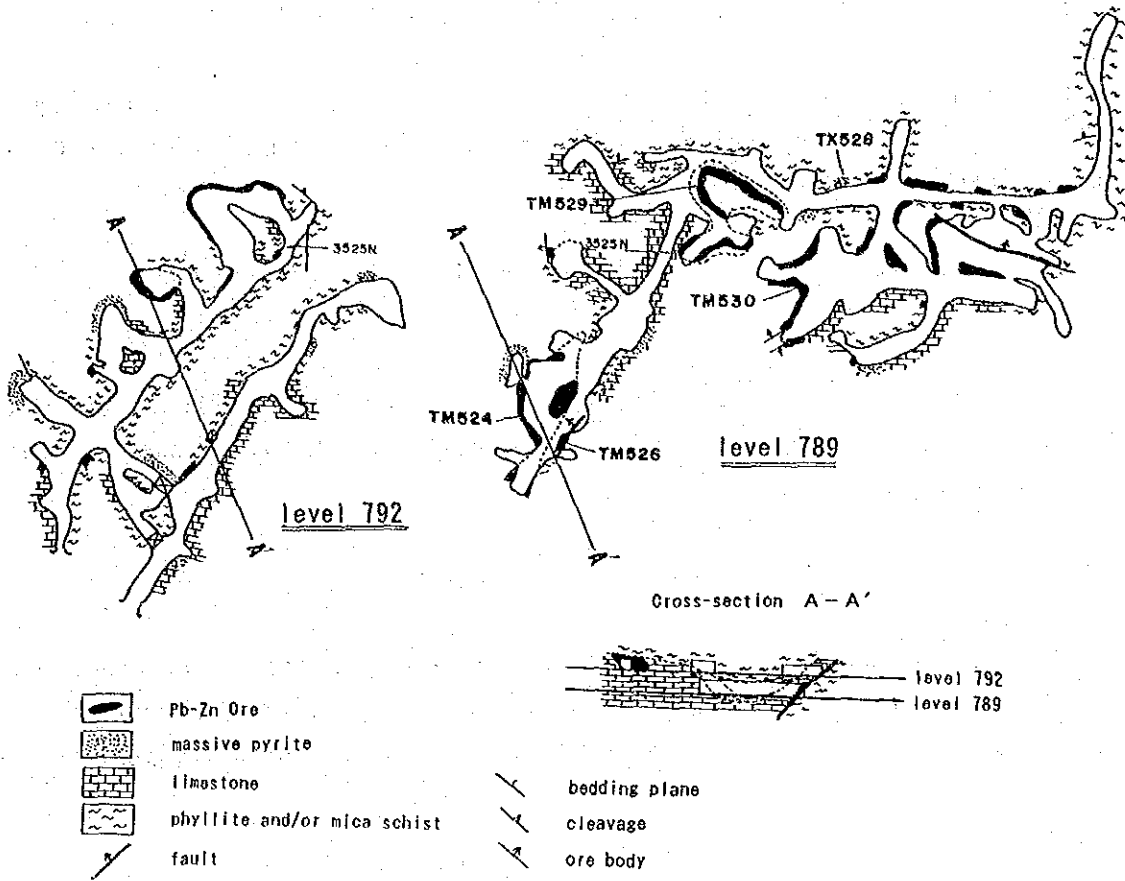 TX528
TM529
A
3525N
A
3525N
TM530
TM524
TM526
level 789
level 792
A'
A'
Cross-section A-A'
level 792
level 789
Pb-Zn Ore
massive pyrite
limestone
phyllite and/or mica schist
fault
bedding plane
cleavage
ore body